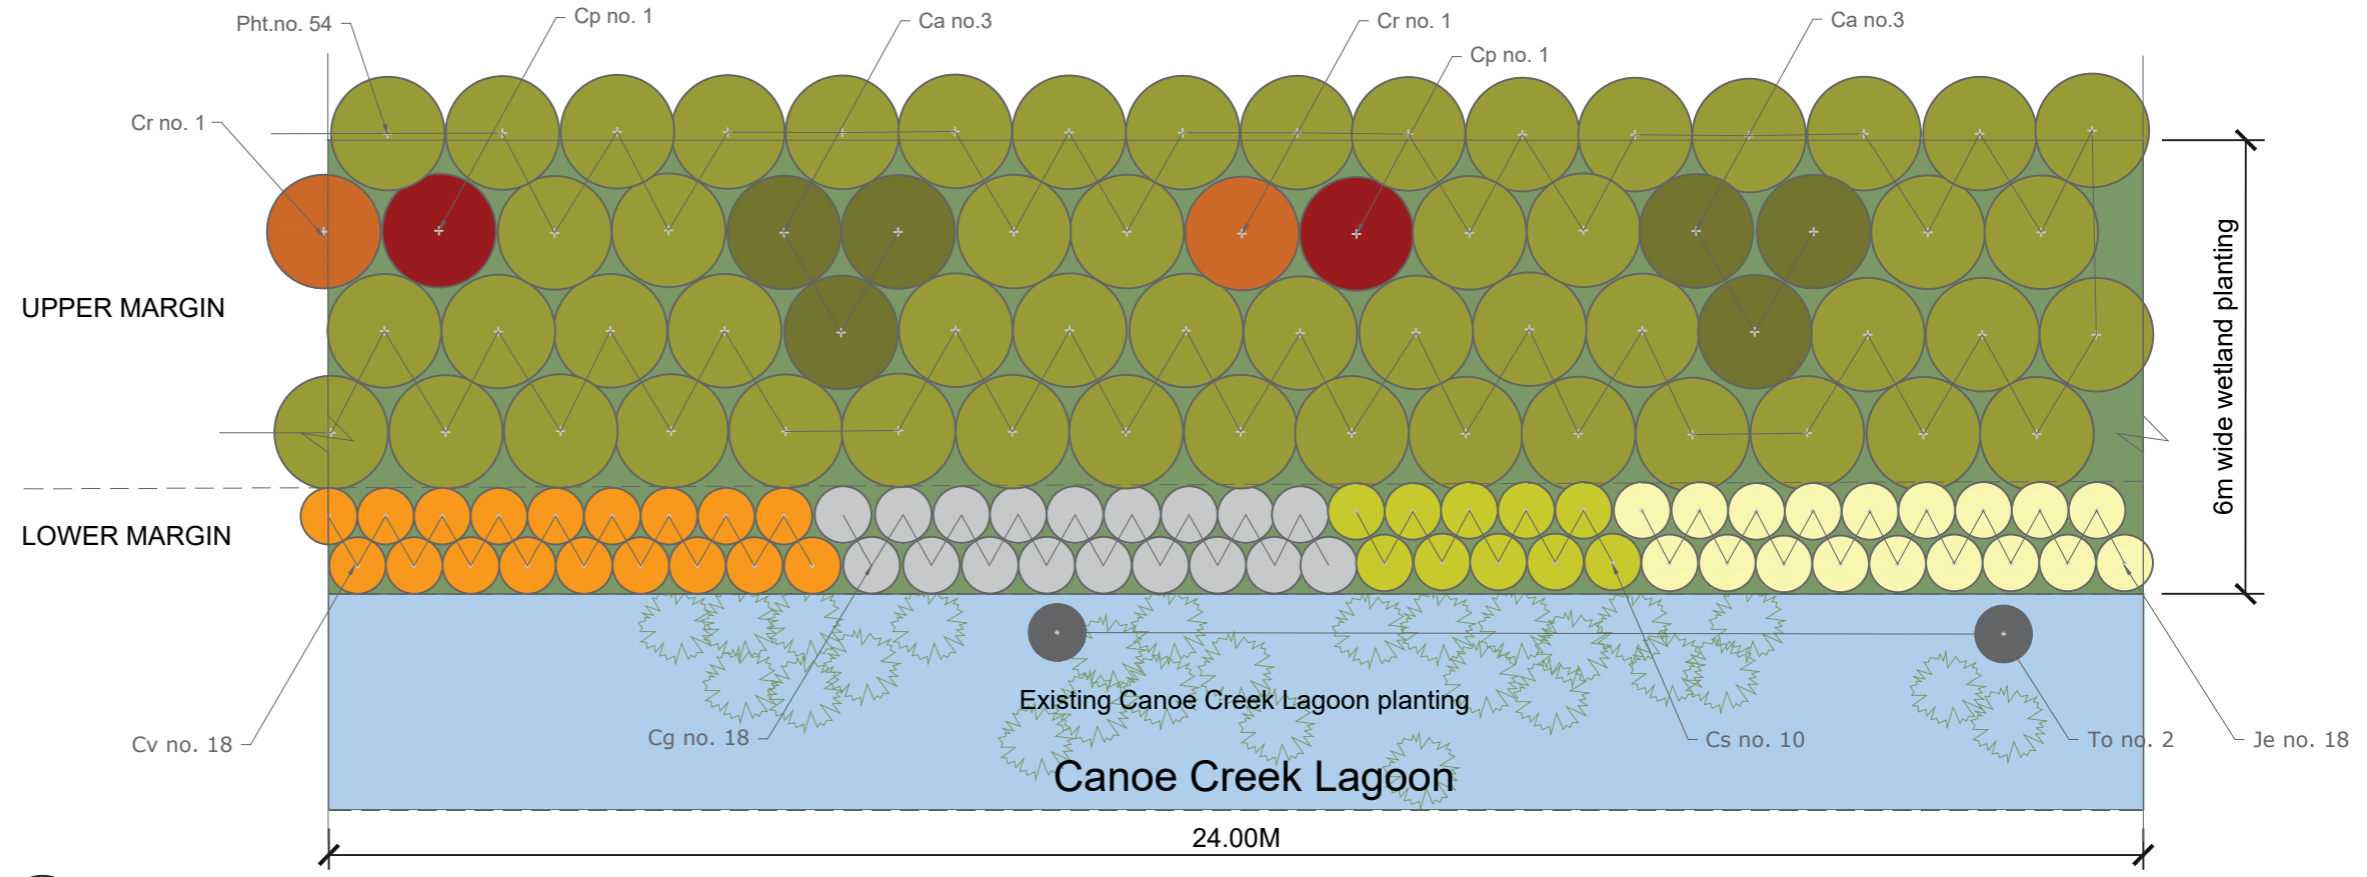 Pht.no. 54
Cp no. 1
Ca no.3
Cr no. 1
Ca no.3
Cp no. 1
Cr no. 1
UPPER MARGIN
6m wide wetland planting
LOWER MARGIN
Existing Canoe Creek Lagoon planting
Cv no. 18
Cg no. 18
Cs no. 10
To no. 2
Je no. 18
Canoe Creek Lagoon
24.00M